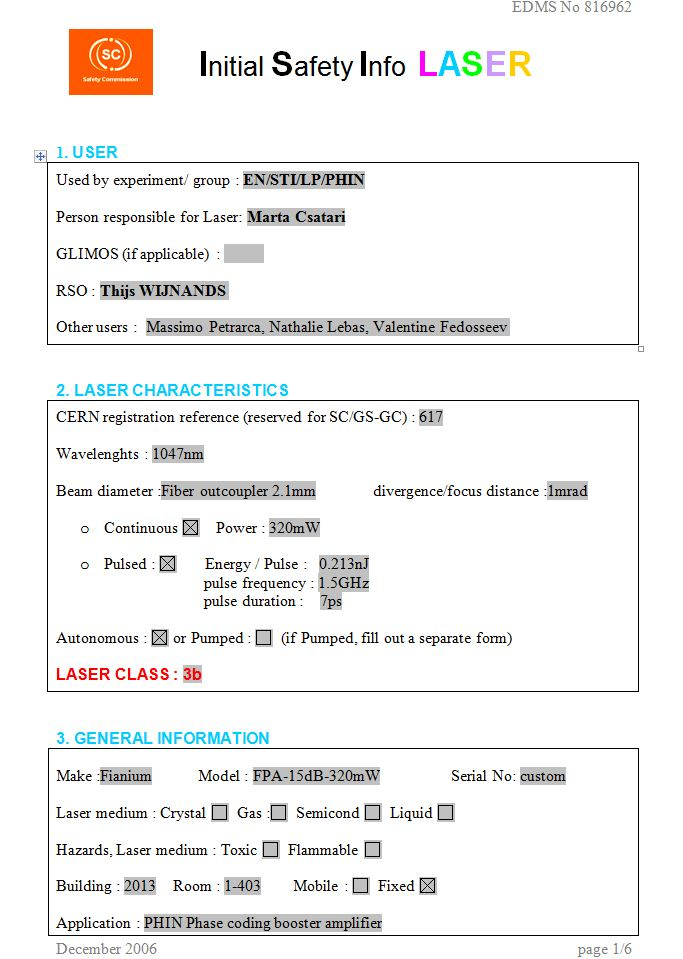 EDMS No 816962
SC
Safety Commission
Initial Safety Info LASER
1. USER
Used by experiment/ group : EN/STI/LP/PHIN
Person responsible for Laser: Marta Csatari
GLIMOS (if applicable) :
RSO : Thijs WIJNANDS
Other users : Massimo Petrarca, Nathalie Lebas, Valentine Fedosseev
2. LASER CHARACTERISTICS
CERN registration reference (reserved for SC/GS-GC) : 617
Wavelenghts : 1047nm
Beam diameter :Fiber outcoupler 2.1mm divergence/focus distance :1mrad
o Continuous ☒ Power : 320mW
o Pulsed : ☒ Energy / Pulse : 0.213nJ
pulse frequency : 1.5GHz
pulse duration : 7ps
Autonomous : ☒ or Pumped : ☐ (if Pumped, fill out a separate form)
LASER CLASS : 3b
3. GENERAL INFORMATION
Make :Fianium Model : FPA-15dB-320mW Serial No: custom
Laser medium : Crystal ☐ Gas :☐ Semicond ☐ Liquid ☐
Hazards, Laser medium : Toxic ☐ Flammable ☐
Building : 2013 Room : 1-403 Mobile : ☐ Fixed ☒
Application : PHIN Phase coding booster amplifier
December 2006 page 1/6